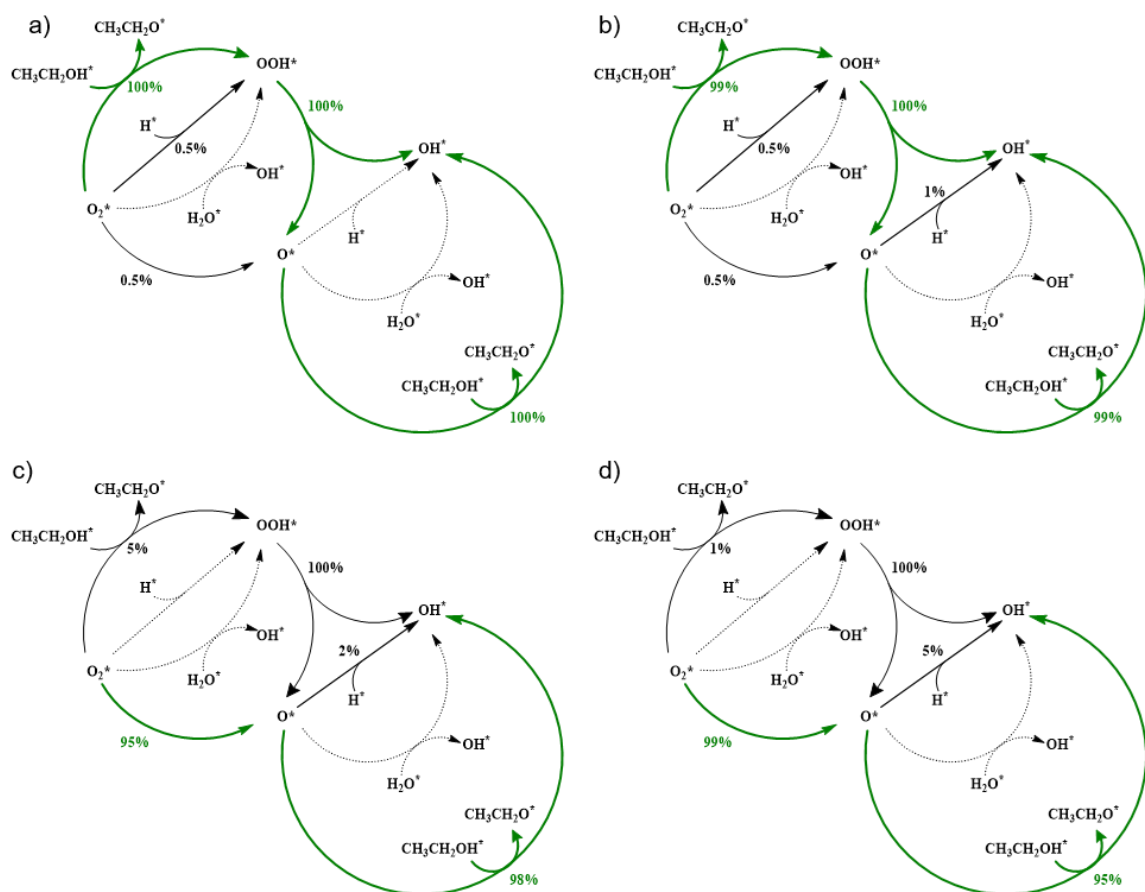 a)
CH₃CH₂O*
CH₃CH₂OH*
100%
OOH*
100%
H*
0.5%
OH*
OH*
O₂*
H₂O*
H*
0.5%
O*
OH*
H₂O*
CH₃CH₂O*
CH₃CH₂OH*
100%
b)
CH₃CH₂O*
CH₃CH₂OH*
99%
OOH*
100%
H*
0.5%
OH*
OH*
1%
O₂*
H₂O*
H*
0.5%
O*
OH*
H₂O*
CH₃CH₂O*
CH₃CH₂OH*
99%
c)
CH₃CH₂O*
CH₃CH₂OH*
5%
OOH*
100%
H*
OH*
OH*
2%
O₂*
H₂O*
H*
95%
O*
OH*
H₂O*
CH₃CH₂O*
CH₃CH₂OH*
98%
d)
CH₃CH₂O*
CH₃CH₂OH*
1%
OOH*
100%
H*
OH*
OH*
5%
O₂*
H₂O*
H*
99%
O*
OH*
H₂O*
CH₃CH₂O*
CH₃CH₂OH*
95%